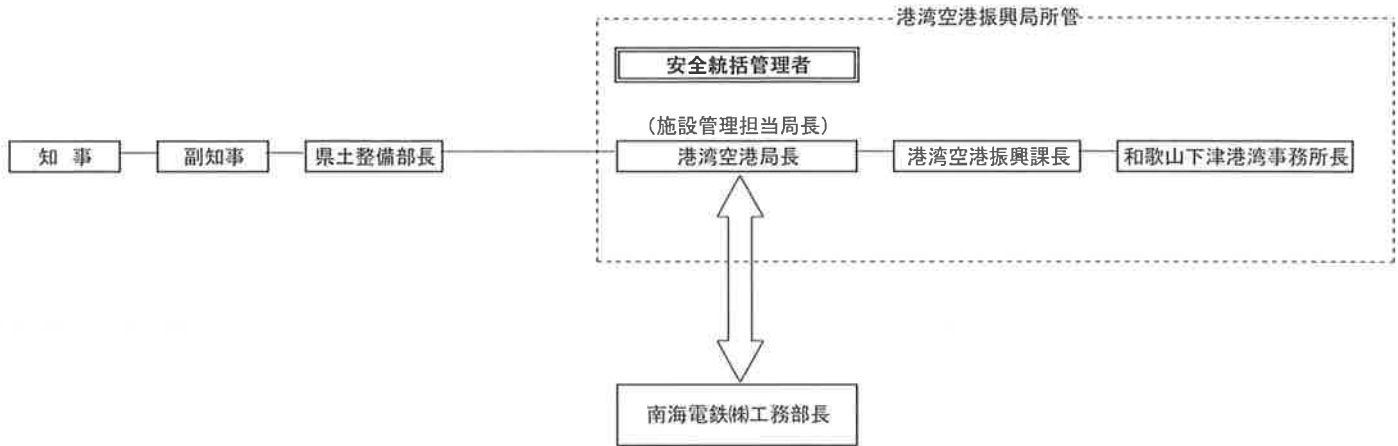 港湾空港振興局所管
安全統括管理者
(施設管理担当局長)
知 事
副知事
県土整備部長
港湾空港局長
港湾空港振興課長
和歌山下津港湾事務所長
南海電鉄㈱工務部長